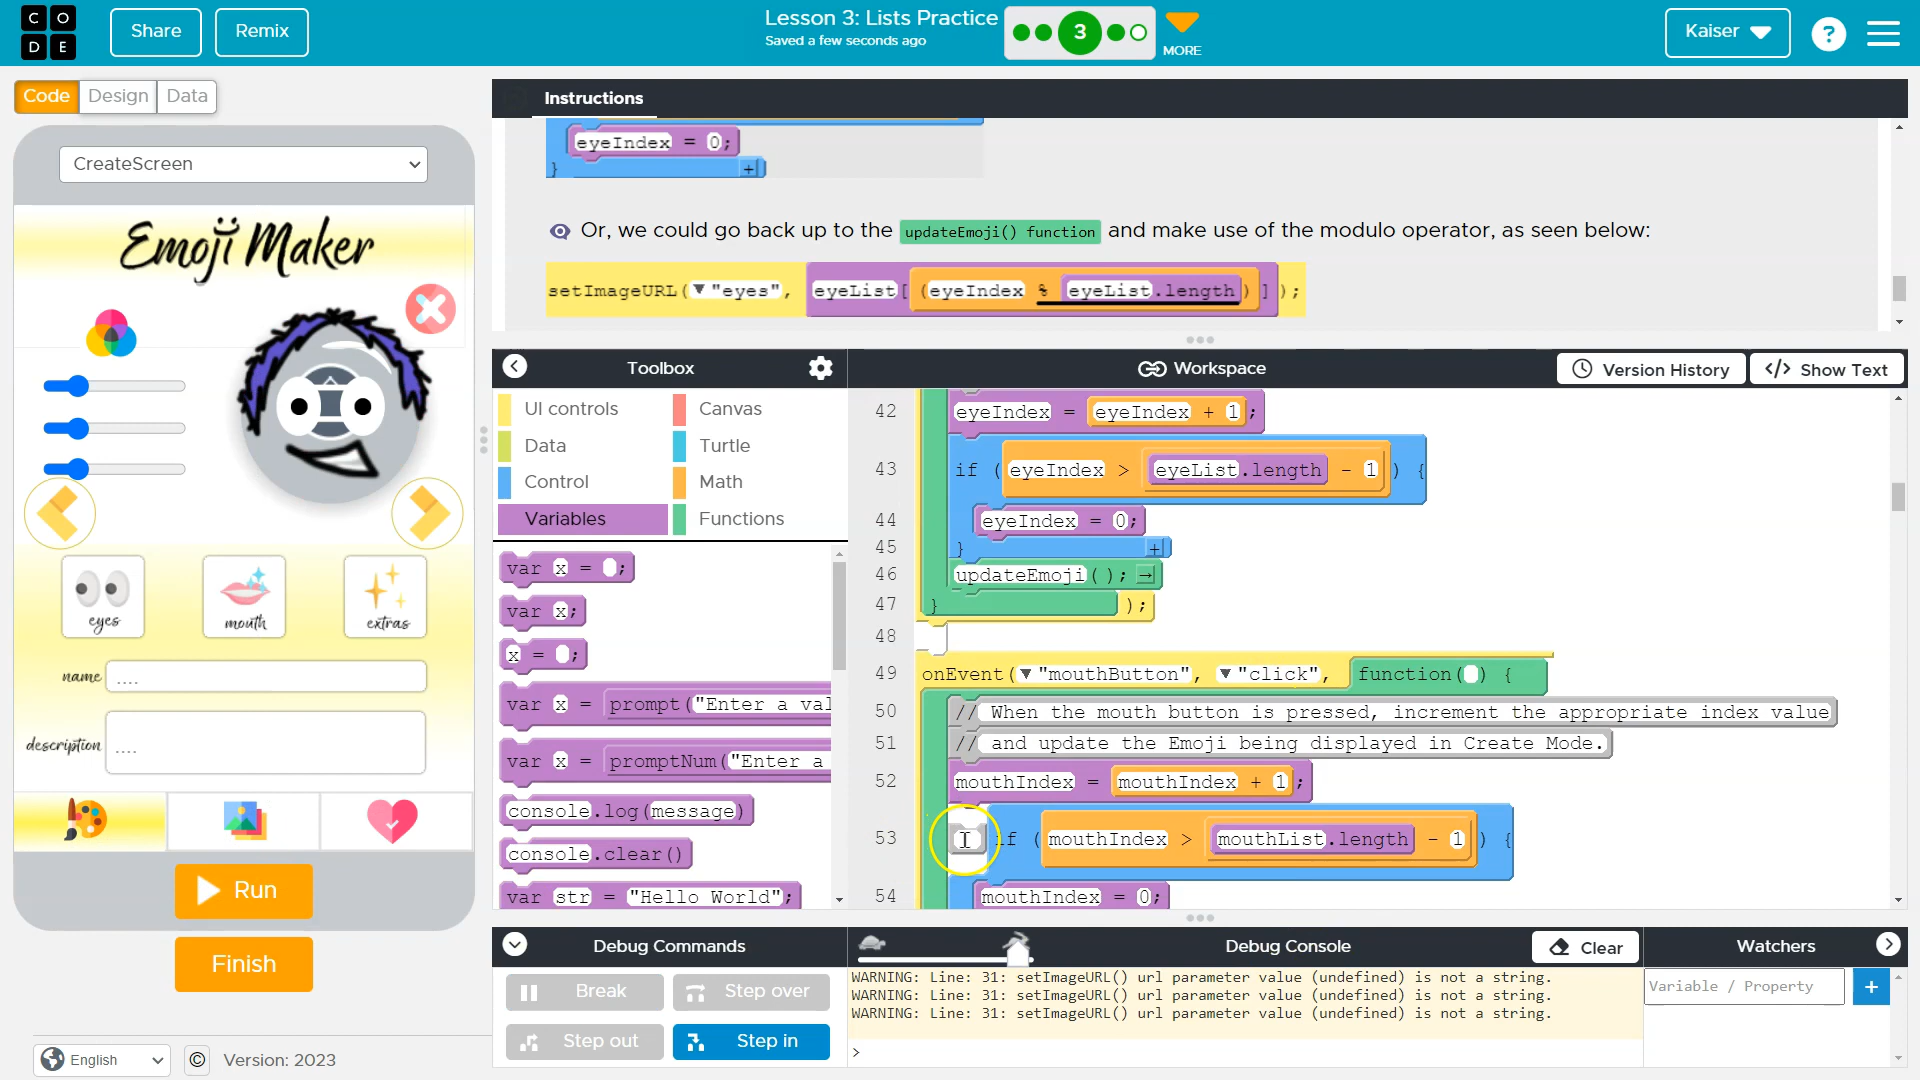 CODE
Share
Remix
Lesson 3: Lists Practice
Saved a few seconds ago
3
MORE
Kaiser
?
Code
Design
Data
CreateScreen
Emoji Maker
eyes
mouth
extras
name
....
description
....
Run
Finish
English
©
Version: 2023
Instructions
eyeIndex = 0;
}
+
Or, we could go back up to the updateEmoji() function and make use of the modulo operator, as seen below:
setImageURL( ▼ "eyes", eyeList[ (eyeIndex % eyeList.length) ] );
Toolbox
Workspace
Version History
</> Show Text
UI controls
Canvas
Data
Turtle
Control
Math
Variables
Functions
var x = ;
var x;
x = ;
var x = prompt("Enter a val
var x = promptNum("Enter a
console.log(message)
console.clear()
var str = "Hello World";
42 eyeIndex = eyeIndex + 1;
43 if ( eyeIndex > eyeList.length - 1 ) {
44 eyeIndex = 0;
45 } +
46 updateEmoji( ); →
47 } );
48
49 onEvent( ▼ "mouthButton", ▼ "click", function( ) {
50 // When the mouth button is pressed, increment the appropriate index value
51 // and update the Emoji being displayed in Create Mode.
52 mouthIndex = mouthIndex + 1;
53 if ( mouthIndex > mouthList.length - 1 ) {
54 mouthIndex = 0;
Debug Commands
Debug Console
Clear
Watchers
Break
Step over
Step out
Step in
WARNING: Line: 31: setImageURL() url parameter value (undefined) is not a string.
WARNING: Line: 31: setImageURL() url parameter value (undefined) is not a string.
WARNING: Line: 31: setImageURL() url parameter value (undefined) is not a string.
>
Variable / Property
+